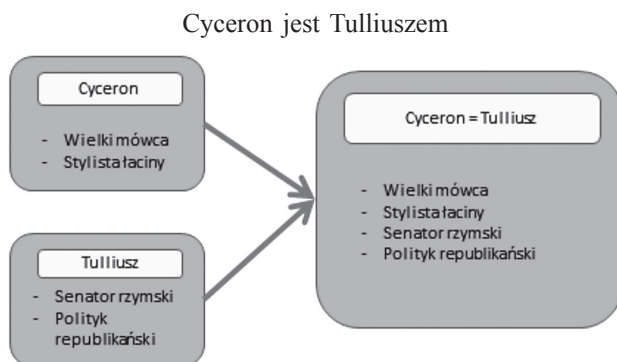 Cyceron jest Tulliuszem
Cyceron
- Wielki mówca
- Stylista łaciny
Tulliusz
- Senator rzymski
- Polityk
republikański
Cyceron = Tulliusz
- Wielki mówca
- Stylista łaciny
- Senator rzymski
- Polityk republikański